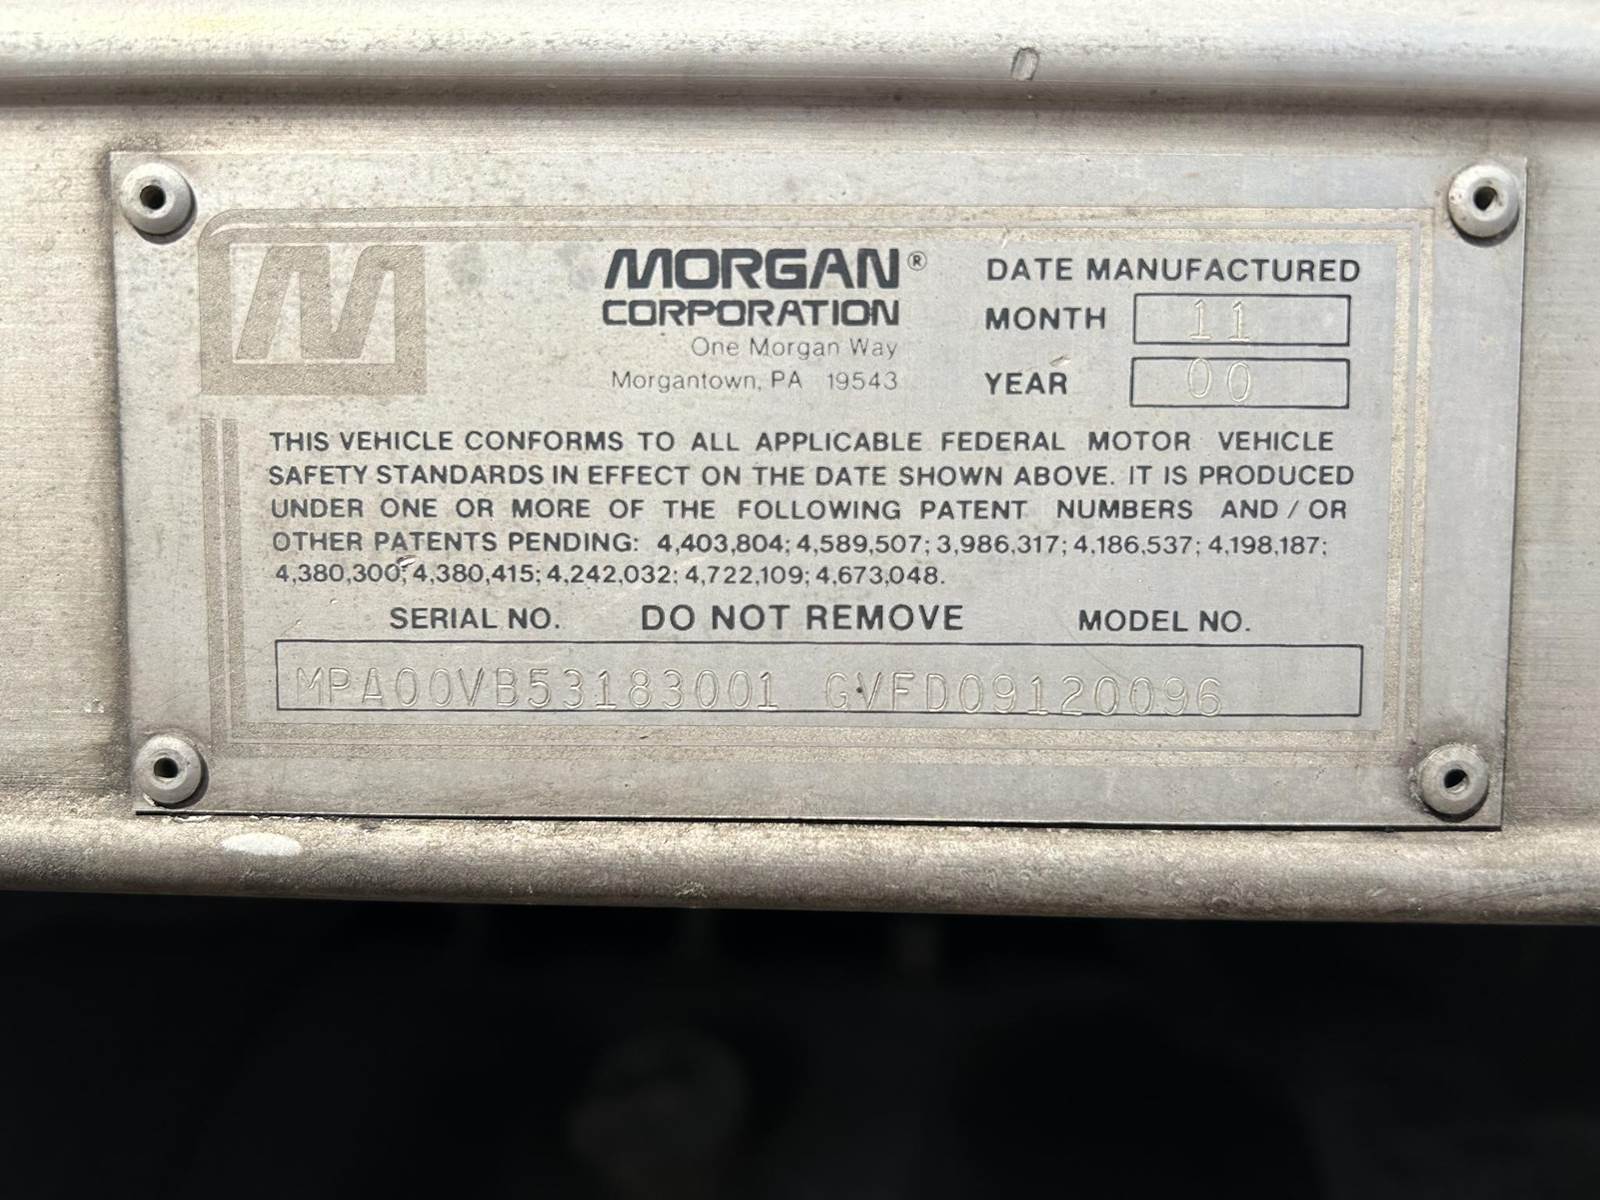 M
MORGAN®
CORPORATION
One Morgan Way
Morgantown, PA 19543
DATE MANUFACTURED
MONTH 11
YEAR 00
THIS VEHICLE CONFORMS TO ALL APPLICABLE FEDERAL MOTOR VEHICLE
SAFETY STANDARDS IN EFFECT ON THE DATE SHOWN ABOVE. IT IS PRODUCED
UNDER ONE OR MORE OF THE FOLLOWING PATENT NUMBERS AND / OR
OTHER PATENTS PENDING: 4,403,804; 4,589,507; 3,986,317; 4,186,537; 4,198,187;
4,380,300; 4,380,415; 4,242,032; 4,722,109; 4,673,048.
SERIAL NO. DO NOT REMOVE MODEL NO.
MPA00VB53183001 GVFD09120096